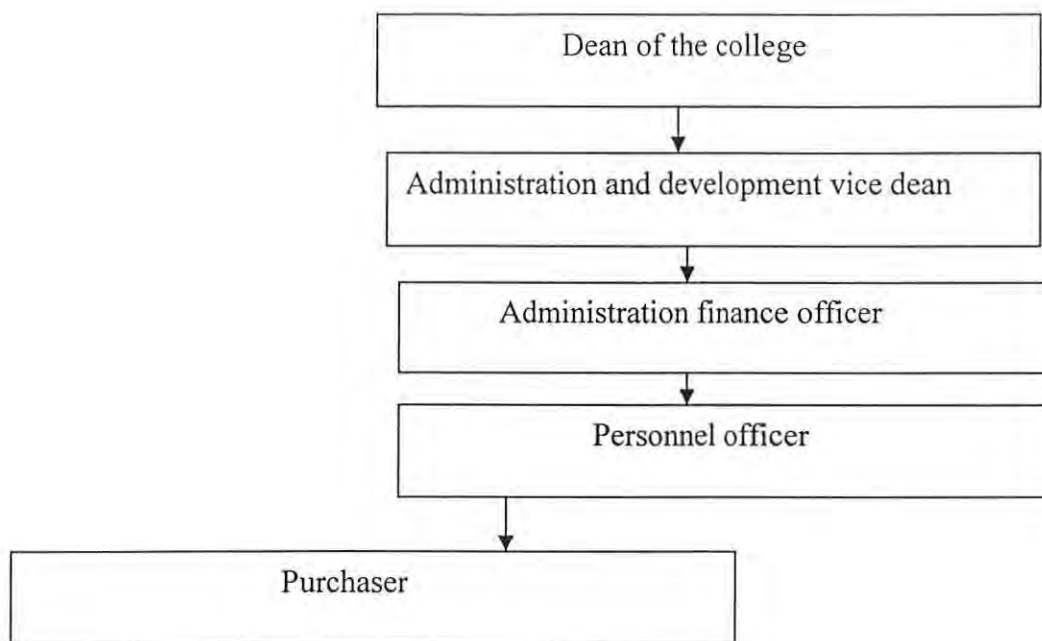 Dean of the college
Administration and development vice dean
Administration finance officer
Personnel officer
Purchaser